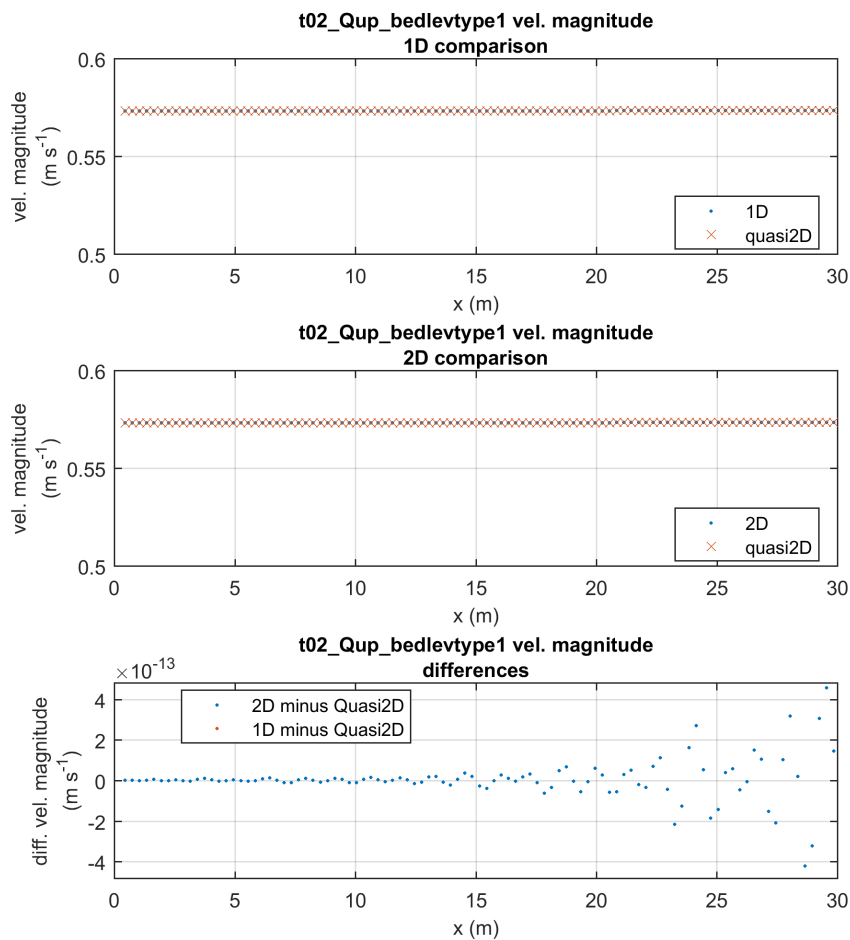 t02_Qup_bedlevtype1 vel. magnitude
1D comparison
vel. magnitude
(m s-1)
0.6
0.55
0.5
1D
quasi2D
0 5 10 15 20 25 30
x (m)
t02_Qup_bedlevtype1 vel. magnitude
2D comparison
vel. magnitude
(m s-1)
0.6
0.55
0.5
2D
quasi2D
0 5 10 15 20 25 30
x (m)
t02_Qup_bedlevtype1 vel. magnitude
differences
×10-13
diff. vel. magnitude
(m s-1)
4
2
0
-2
-4
2D minus Quasi2D
1D minus Quasi2D
0 5 10 15 20 25 30
x (m)